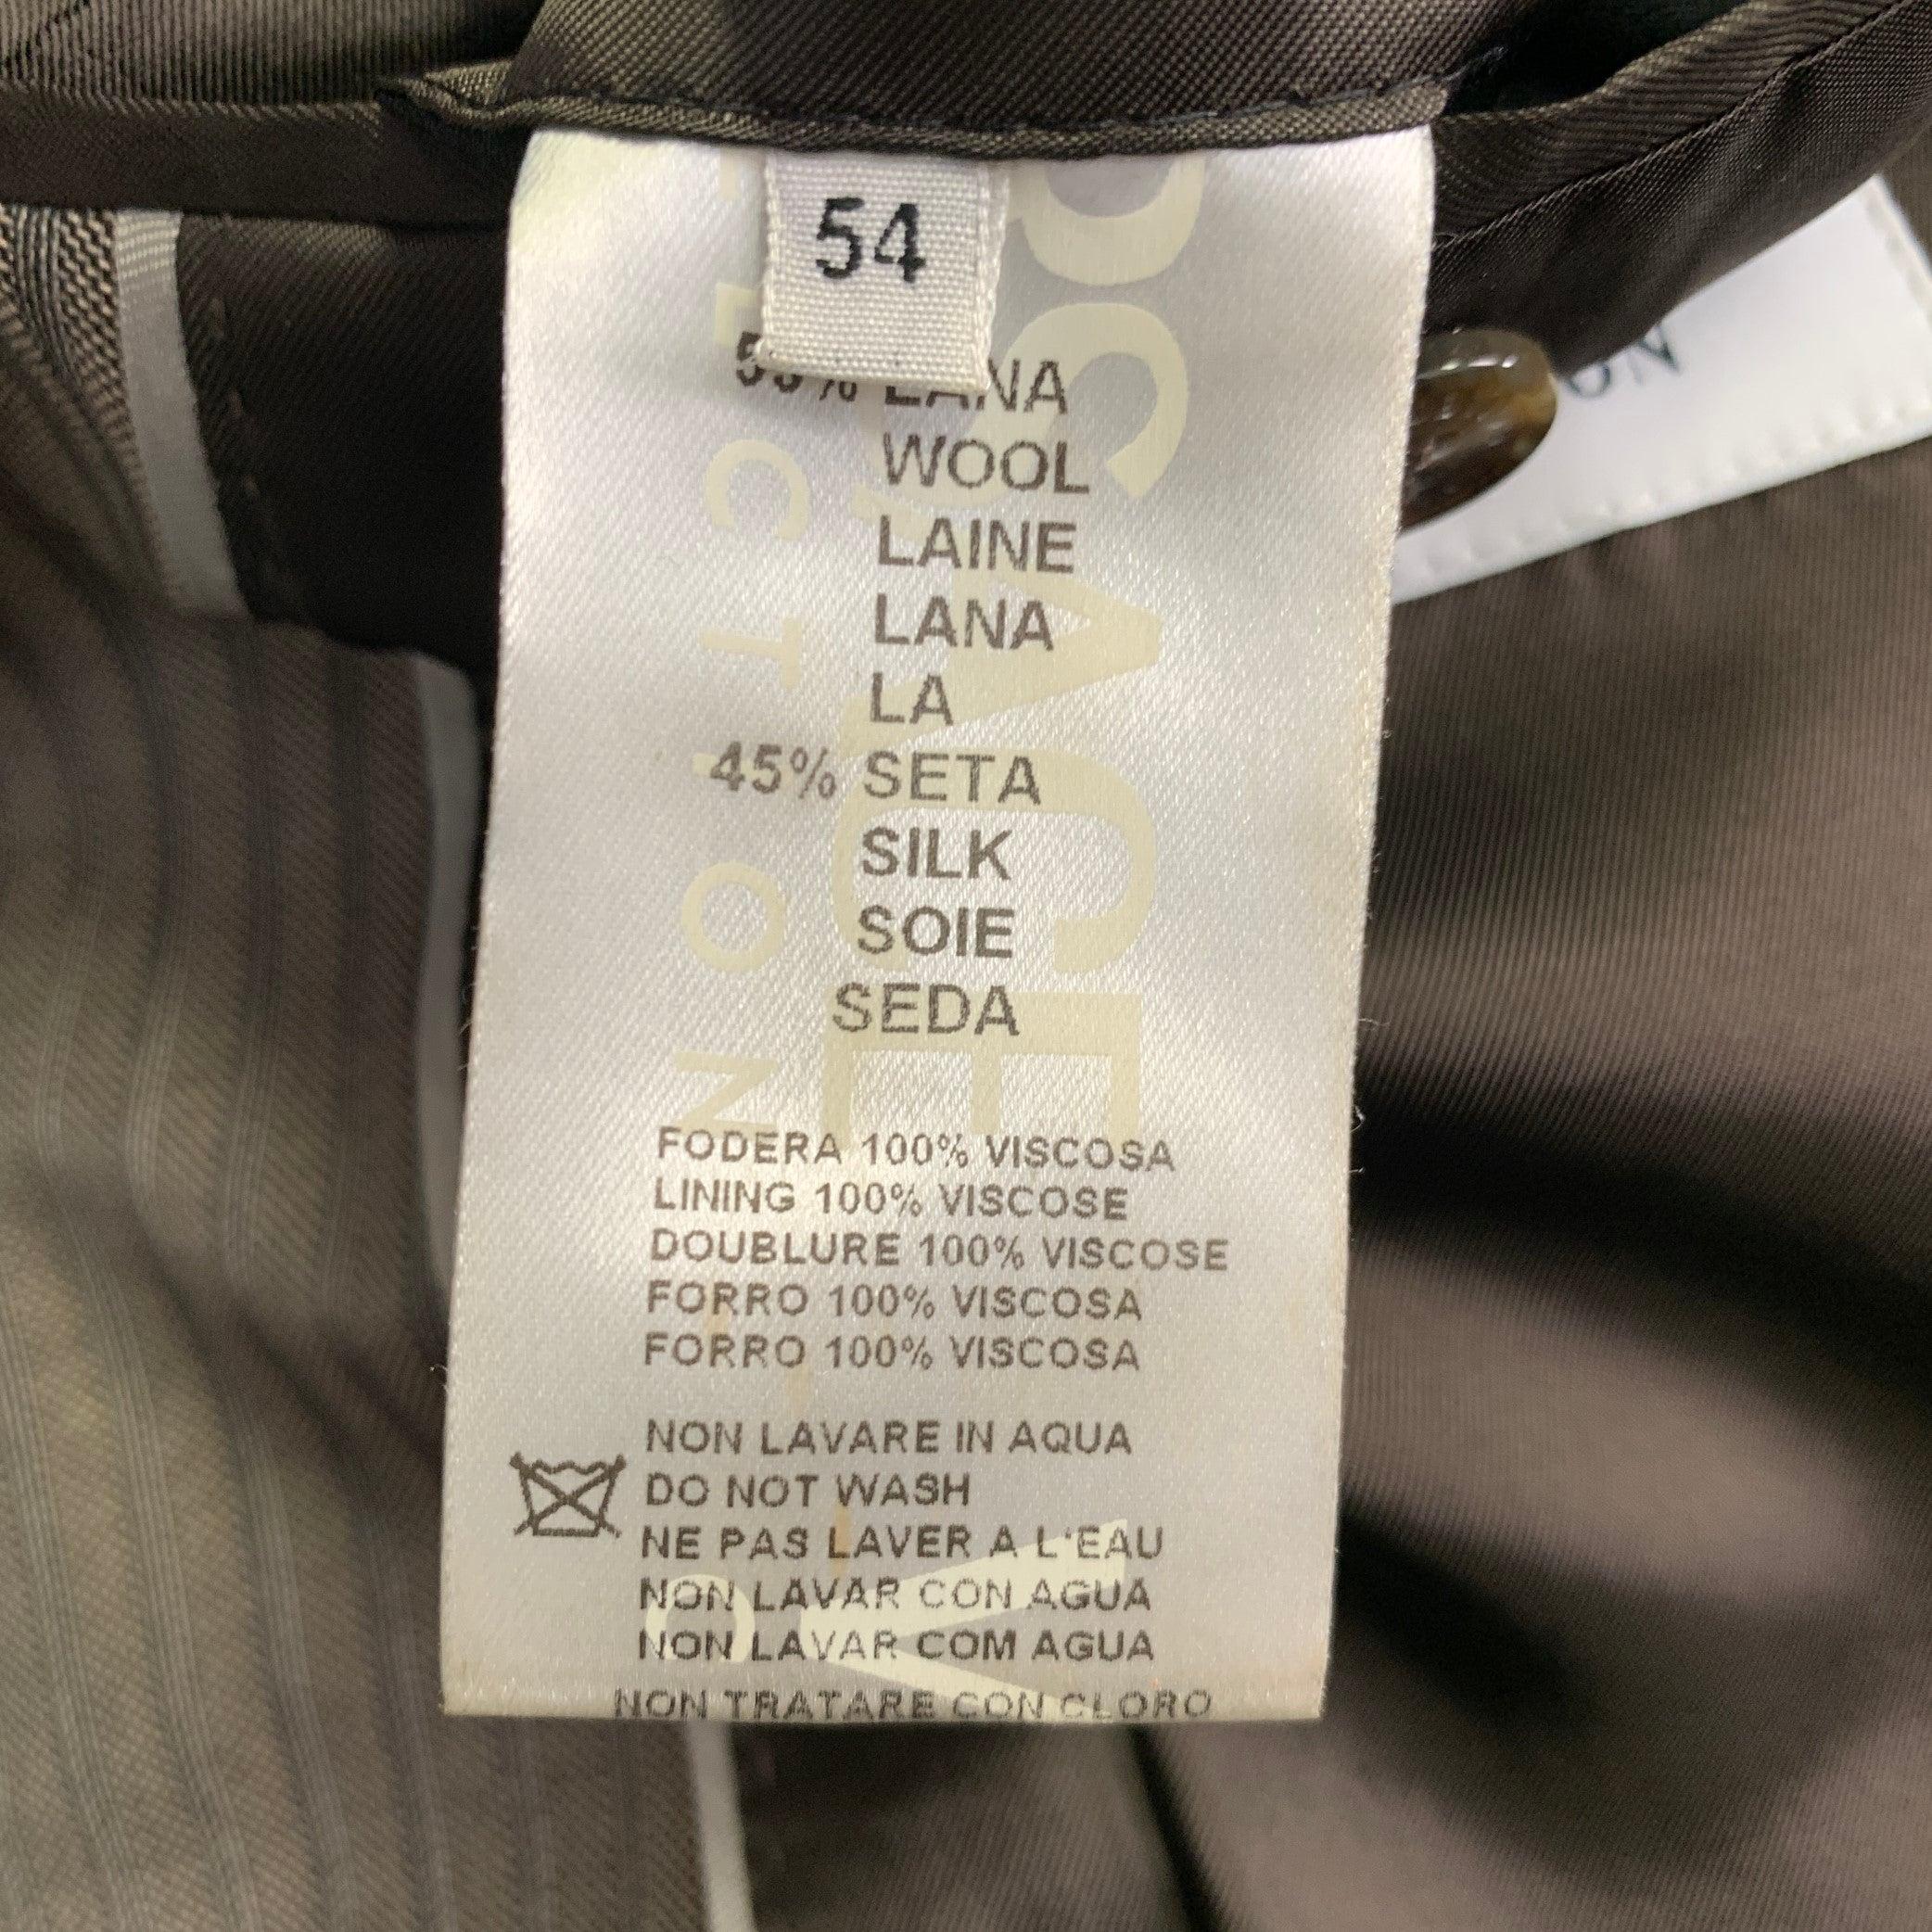 54
55% LANA
WOOL
LAINE
LANA
LA
45% SETA
SILK
SOIE
SEDA
FODERA 100% VISCOSA
LINING 100% VISCOSE
DOUBLURE 100% VISCOSE
FORRO 100% VISCOSA
FORRO 100% VISCOSA
NON LAVARE IN AQUA
DO NOT WASH
NE PAS LAVER A L'EAU
NON LAVAR CON AGUA
NON LAVAR COM AGUA
NON TRATARE CON CLORO